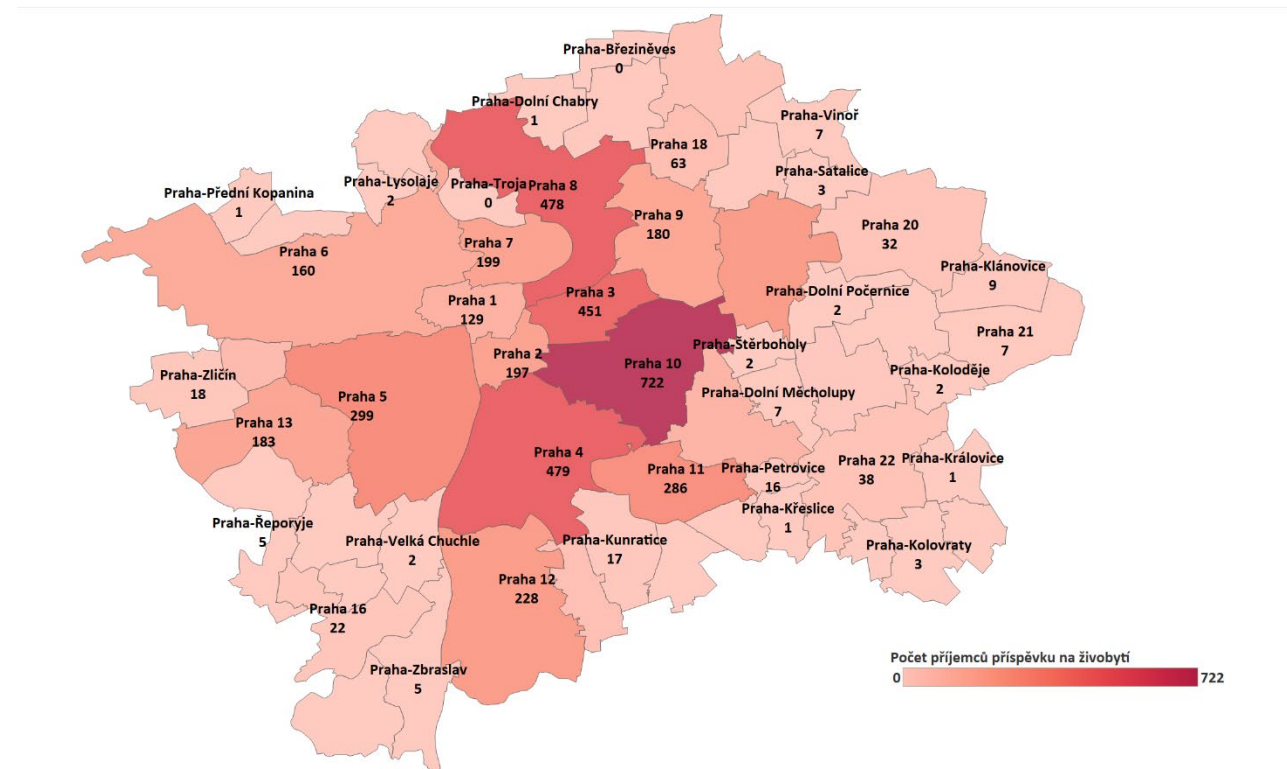 Praha-Březiněves
0
Praha-Dolní Chabry
1
Praha-Vinoř
7
Praha 18
63
Praha-Satalice
3
Praha-Přední Kopanina
1
Praha-Lysolaje
2
Praha-Troja
0
Praha 8
478
Praha 9
180
Praha 20
32
Praha 6
160
Praha 7
199
Praha-Klánovice
9
Praha 1
129
Praha 3
451
Praha-Dolní Počernice
2
Praha 21
7
Praha 2
197
Praha 10
722
Praha-Štěrboholy
2
Praha-Zličín
18
Praha 5
299
Praha-Dolní Měcholupy
7
Praha-Koloděje
2
Praha 13
183
Praha 4
479
Praha 11
286
Praha-Petrovice
16
Praha 22
38
Praha-Královice
1
Praha-Řeporyje
5
Praha-Velká Chuchle
2
Praha-Kunratice
17
Praha-Křeslice
1
Praha-Kolovraty
3
Praha 12
228
Praha 16
22
Praha-Zbraslav
5
Počet příjemců příspěvku na živobytí
0 722